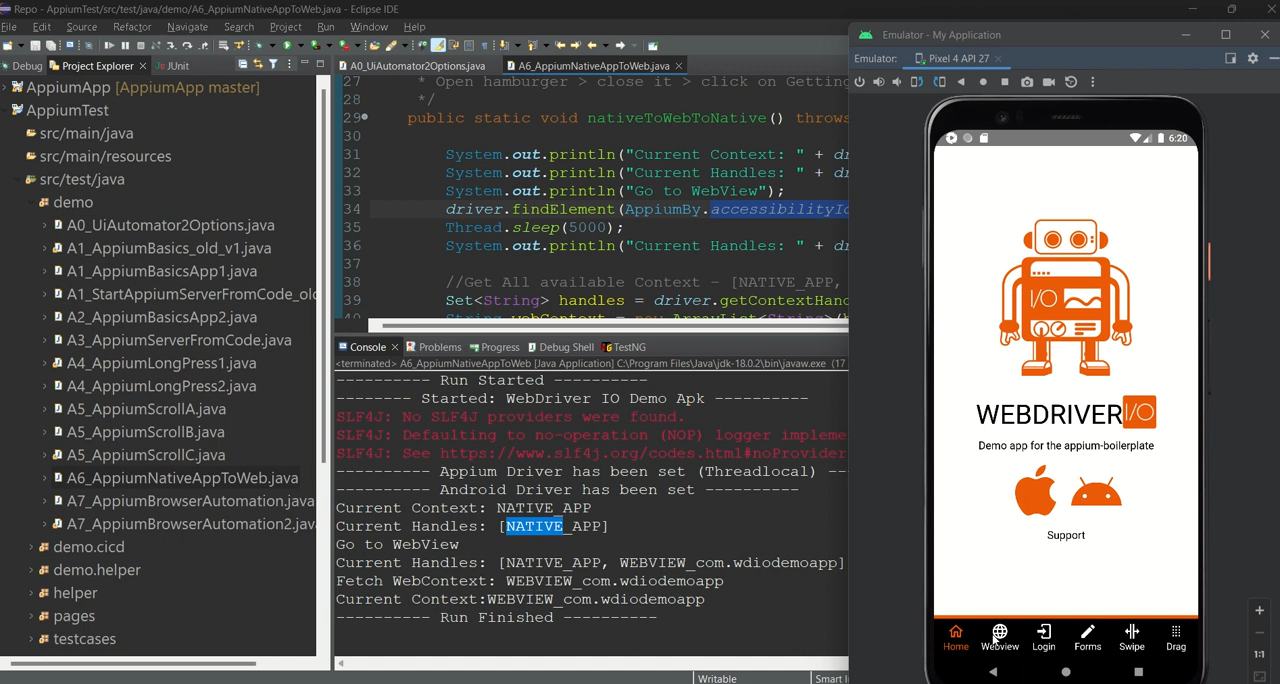 Repo - AppiumTest/src/test/java/demo/A6_AppiumNativeAppToWeb.java - Eclipse IDE
File Edit Source Refactor Navigate Search Project Run Window Help
Debug Project Explorer JUnit
AppiumApp [AppiumApp master]
AppiumTest
src/main/java
src/main/resources
src/test/java
demo
A0_UiAutomator2Options.java
A1_AppiumBasics_old_v1.java
A1_AppiumBasicsApp1.java
A1_StartAppiumServerFromCode_old
A2_AppiumBasicsApp2.java
A3_AppiumServerFromCode.java
A4_AppiumLongPress1.java
A4_AppiumLongPress2.java
A5_AppiumScrollA.java
A5_AppiumScrollB.java
A5_AppiumScrollC.java
A6_AppiumNativeAppToWeb.java
A7_AppiumBrowserAutomation.java
A7_AppiumBrowserAutomation2.jav
demo.cicd
demo.helper
helper
pages
testcases
A0_UiAutomator2Options.java A6_AppiumNativeAppToWeb.java
27 * Open hamburger > close it > click on Getting
28 */
29 public static void nativeToWebToNative() throws
30
31 System.out.println("Current Context: " + dr
32 System.out.println("Current Handles: " + dr
33 System.out.println("Go to WebView");
34 driver.findElement(AppiumBy.accessibilityId
35 Thread.sleep(5000);
36 System.out.println("Current Handles: " + dr
37
38 //Get All available Context - [NATIVE_APP,
39 Set<String> handles = driver.getContextHand
Console Problems Progress Debug Shell TestNG
<terminated> A6_AppiumNativeAppToWeb [Java Application] C:\Program Files\Java\jdk-18.0.2\bin\javaw.exe (17
---------- Run Started ----------
-------- Started: WebDriver IO Demo Apk ----------
SLF4J: No SLF4J providers were found.
SLF4J: Defaulting to no-operation (NOP) logger impleme
SLF4J: See https://www.slf4j.org/codes.html#noProvider
---------- Appium Driver has been set (Threadlocal) --
---------- Android Driver has been set ----------
Current Context: NATIVE_APP
Current Handles: [NATIVE_APP]
Go to WebView
Current Handles: [NATIVE_APP, WEBVIEW_com.wdiodemoapp]
Fetch WebContext: WEBVIEW_com.wdiodemoapp
Current Context:WEBVIEW_com.wdiodemoapp
---------- Run Finished ----------
Writable Smart I
Emulator - My Application
Emulator: Pixel 4 API 27
6:20
I/O
WEBDRIVER I/O
Demo app for the appium-boilerplate
Support
Home Webview Login Forms Swipe Drag
1:1